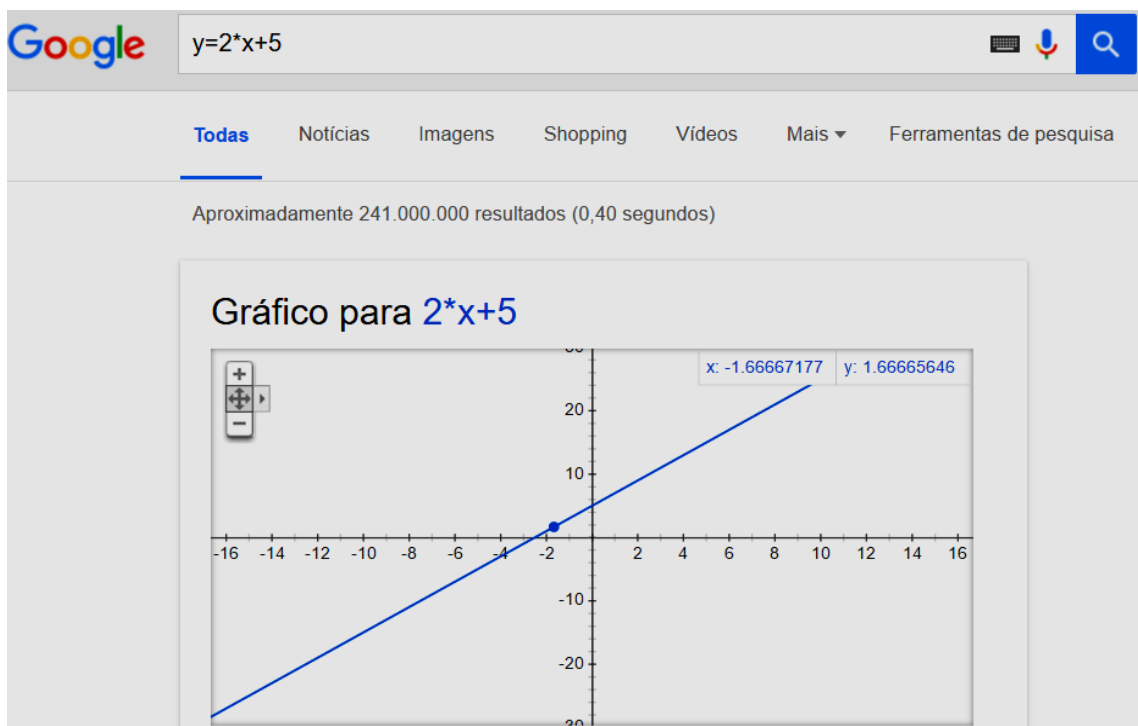 Google y=2*x+5
Todas Notícias Imagens Shopping Vídeos Mais Ferramentas de pesquisa
Aproximadamente 241.000.000 resultados (0,40 segundos)
Gráfico para 2*x+5
x: -1.66667177 y: 1.66665646
20
10
-16 -14 -12 -10 -8 -6 -4 -2 2 4 6 8 10 12 14 16
-10
-20